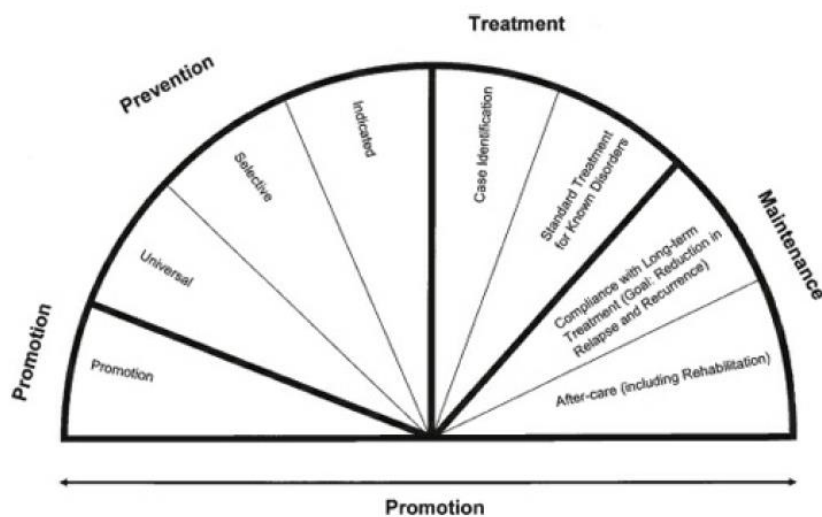 Treatment
Prevention
Indicated
Case Identification
Selective
Standard Treatment
for Known Disorders
Universal
Compliance with Long-term
Treatment (Goal: Reduction in
Relapse and Recurrence)
Maintenance
Promotion
Promotion
After-care (including Rehabilitation)
Promotion